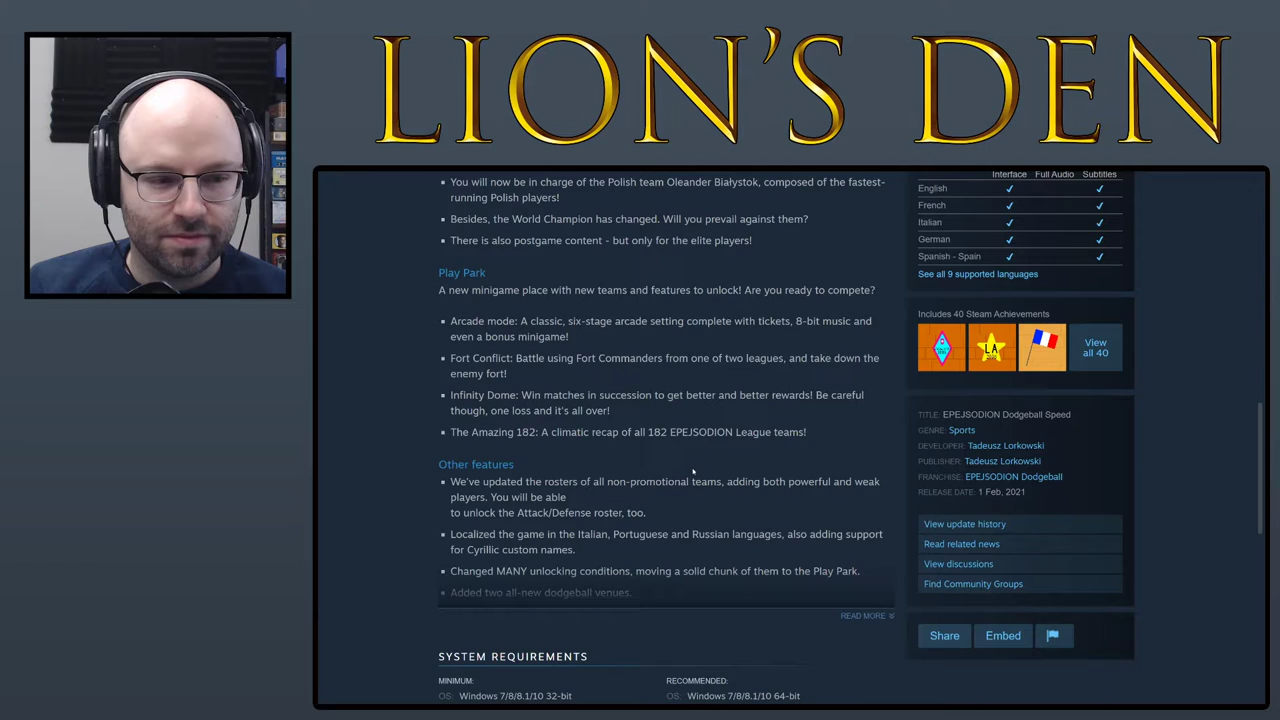 LION'S DEN
You will now be in charge of the Polish team Oleander Białystok, composed of the fastest-
running Polish players!
Besides, the World Champion has changed. Will you prevail against them?
There is also postgame content - but only for the elite players!
Play Park
A new minigame place with new teams and features to unlock! Are you ready to compete?
Arcade mode: A classic, six-stage arcade setting complete with tickets, 8-bit music and
even a bonus minigame!
Fort Conflict: Battle using Fort Commanders from one of two leagues, and take down the
enemy fort!
Infinity Dome: Win matches in succession to get better and better rewards! Be careful
though, one loss and it's all over!
The Amazing 182: A climatic recap of all 182 EPEJSODION League teams!
Other features
We've updated the rosters of all non-promotional teams, adding both powerful and weak
players. You will be able
to unlock the Attack/Defense roster, too.
Localized the game in the Italian, Portuguese and Russian languages, also adding support
for Cyrillic custom names.
Changed MANY unlocking conditions, moving a solid chunk of them to the Play Park.
Added two all-new dodgeball venues.
READ MORE
SYSTEM REQUIREMENTS
MINIMUM:
OS: Windows 7/8/8.1/10 32-bit
RECOMMENDED:
OS: Windows 7/8/8.1/10 64-bit
Interface Full Audio Subtitles
English ✓ ✓
French ✓ ✓
Italian ✓ ✓
German ✓ ✓
Spanish - Spain ✓ ✓
See all 9 supported languages
Includes 40 Steam Achievements
LA
View
all 40
TITLE: EPEJSODION Dodgeball Speed
GENRE: Sports
DEVELOPER: Tadeusz Lorkowski
PUBLISHER: Tadeusz Lorkowski
FRANCHISE: EPEJSODION Dodgeball
RELEASE DATE: 1 Feb, 2021
View update history
Read related news
View discussions
Find Community Groups
Share Embed